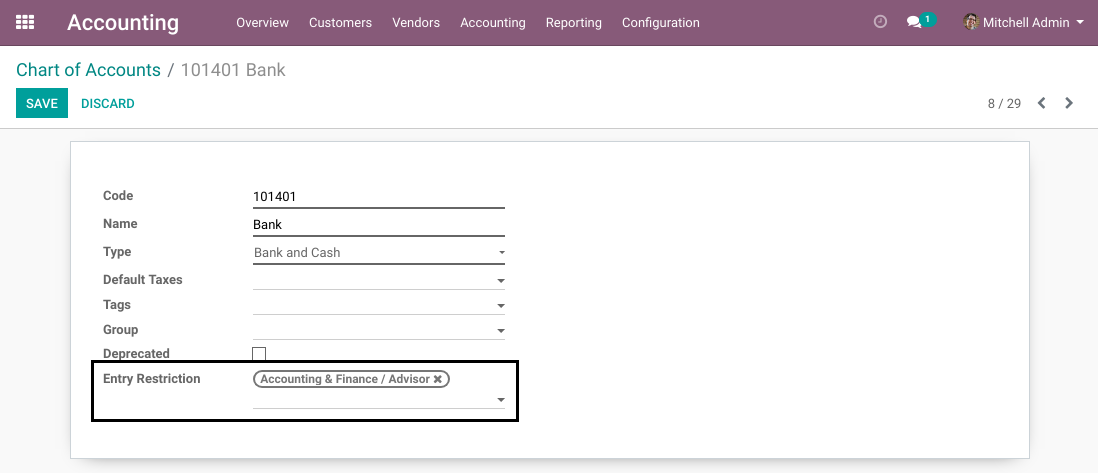 Accounting Overview Customers Vendors Accounting Reporting Configuration 1 Mitchell Admin
Chart of Accounts / 101401 Bank
SAVE DISCARD 8 / 29
Code 101401
Name Bank
Type Bank and Cash
Default Taxes
Tags
Group
Deprecated
Entry Restriction Accounting & Finance / Advisor ✖